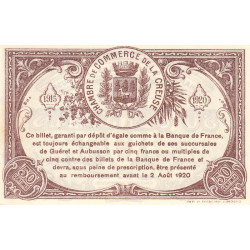 CHAMBRE DE COMMERCE DE LA CREUSE
1915
1920
Ce billet, garanti par dépôt d'égale somme à la Banque de France,
est toujours échangeable aux guichets de ses succursales
de Guéret et Aubusson par cinq francs ou multiples de
cinq contre des billets de la Banque de France et
devra, sous peine de prescription, être présenté
au remboursement avant le 2 Août 1920
50
50